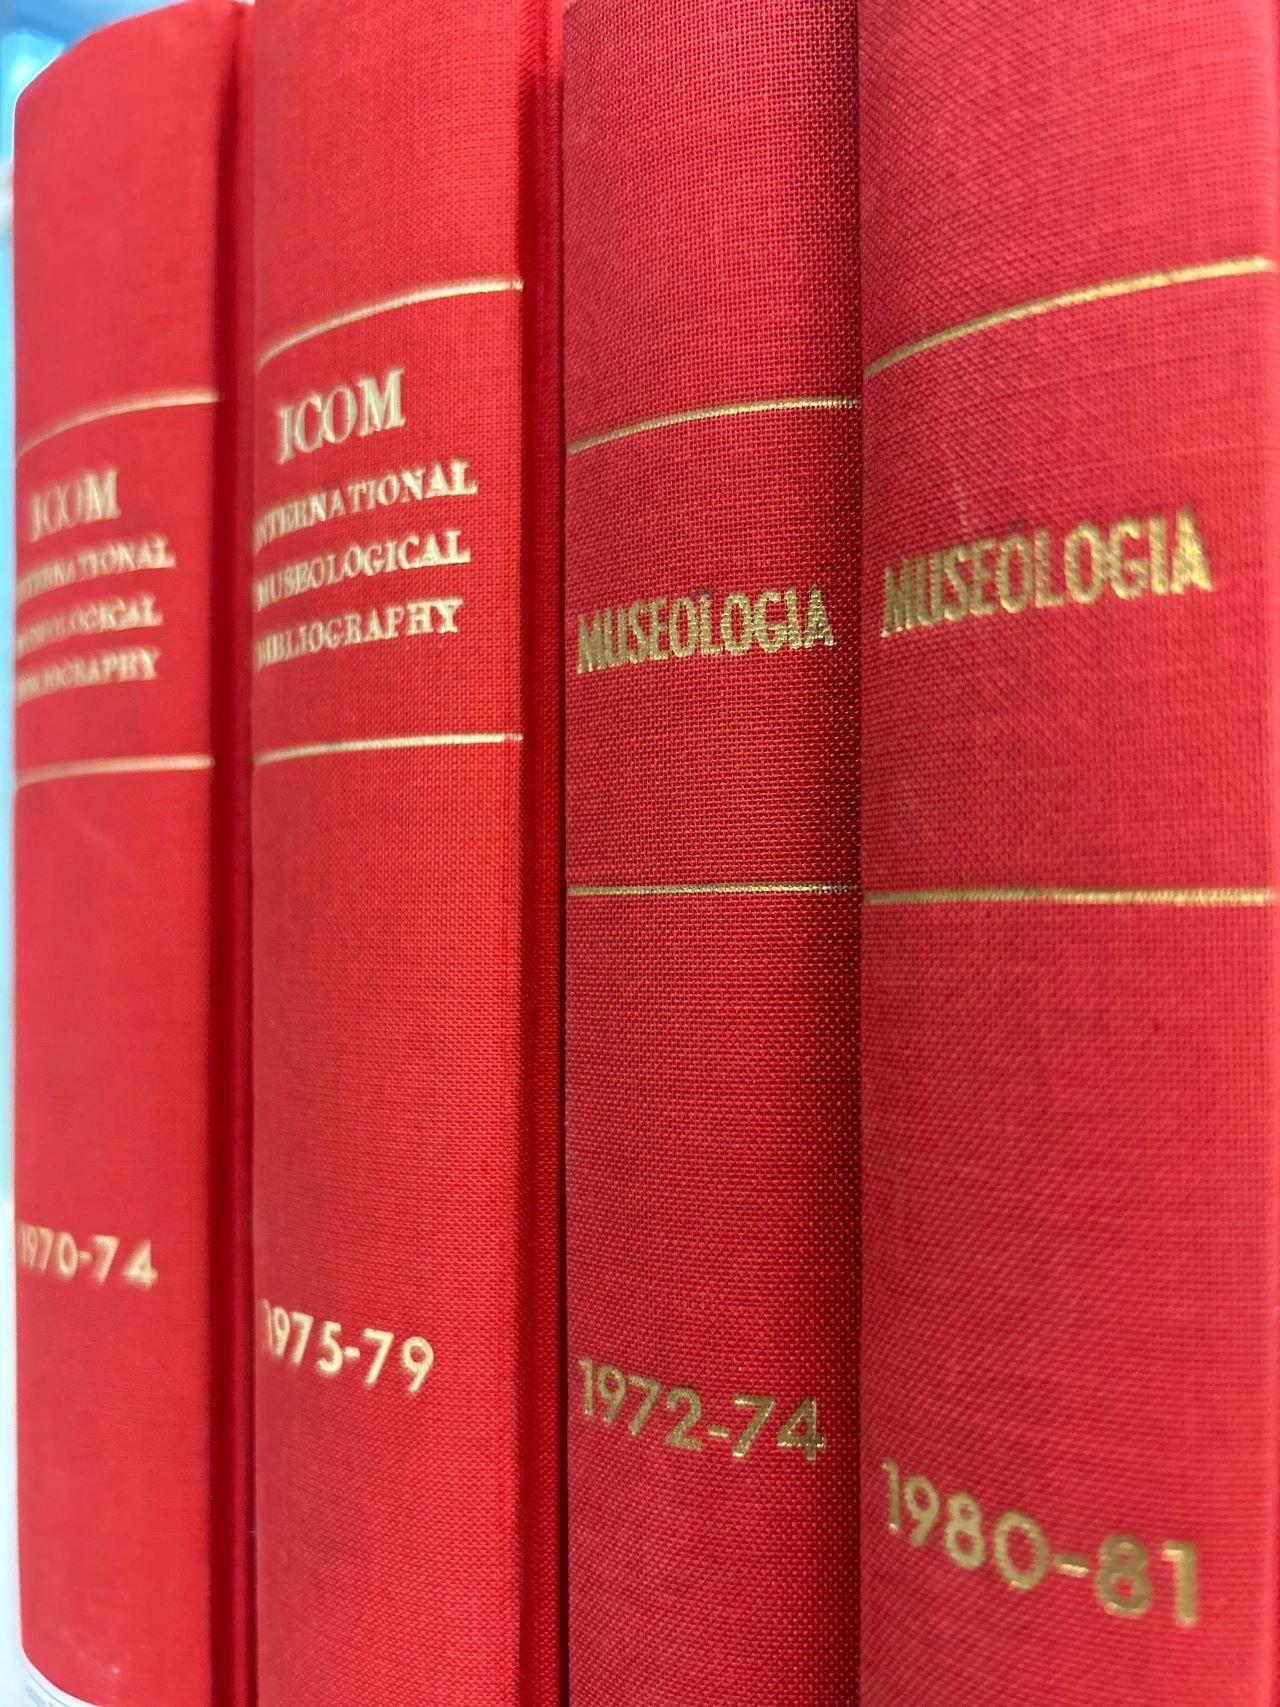 ICOM
INTERNATIONAL
MUSEOLOGICAL
BIBLIOGRAPHY
1970-74
ICOM
INTERNATIONAL
MUSEOLOGICAL
BIBLIOGRAPHY
1975-79
MUSEOLOGIA
1972-74
MUSEOLOGIA
1980-81